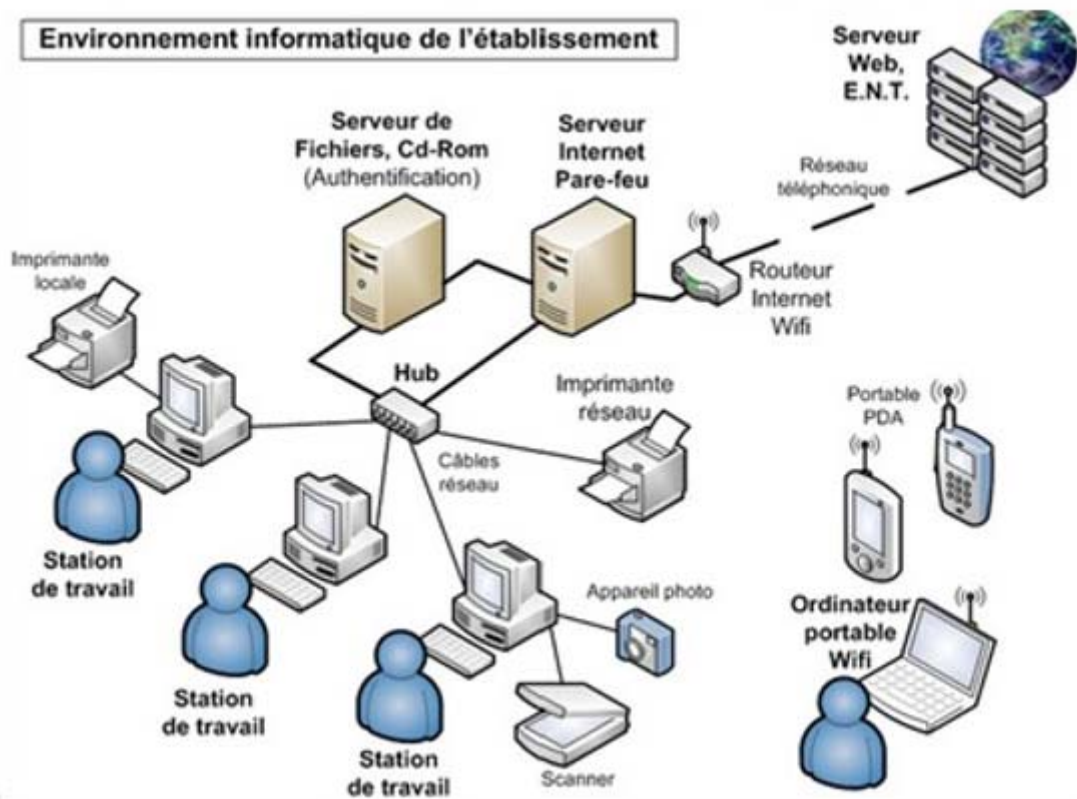 Environnement informatique de l'établissement
Serveur
Web,
E.N.T.
Serveur de
Fichiers, Cd-Rom
(Authentification)
Serveur
Internet
Pare-feu
Réseau
téléphonique
Imprimante
locale
Routeur
Internet
Wifi
Hub
Imprimante
réseau
Portable
PDA
Câbles
réseau
Station
de travail
Appareil photo
Ordinateur
portable
Wifi
Station
de travail
Station
de travail
Scanner